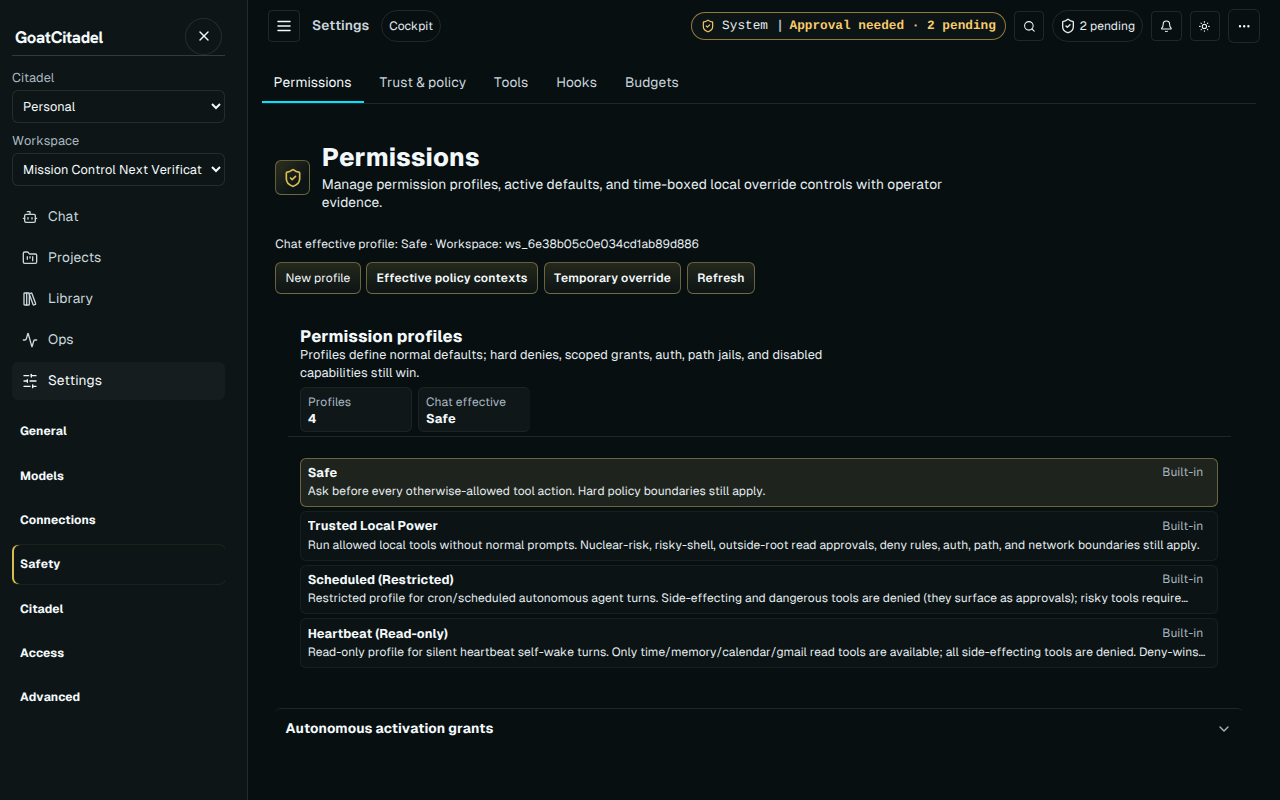 GoatCitadel
Citadel
Personal
Workspace
Mission Control Next Verificat
Chat
Projects
Library
Ops
Settings
General
Models
Connections
Safety
Citadel
Access
Advanced
Settings
Cockpit
System | Approval needed · 2 pending
2 pending
Permissions
Trust & policy
Tools
Hooks
Budgets
Permissions
Manage permission profiles, active defaults, and time-boxed local override controls with operator
evidence.
Chat effective profile: Safe · Workspace: ws_6e38b05c0e034cd1ab89d886
New profile
Effective policy contexts
Temporary override
Refresh
Permission profiles
Profiles define normal defaults; hard denies, scoped grants, auth, path jails, and disabled
capabilities still win.
Profiles
4
Chat effective
Safe
Safe
Built-in
Ask before every otherwise-allowed tool action. Hard policy boundaries still apply.
Trusted Local Power
Built-in
Run allowed local tools without normal prompts. Nuclear-risk, risky-shell, outside-root read approvals, deny rules, auth, path, and network boundaries still apply.
Scheduled (Restricted)
Built-in
Restricted profile for cron/scheduled autonomous agent turns. Side-effecting and dangerous tools are denied (they surface as approvals); risky tools require…
Heartbeat (Read-only)
Built-in
Read-only profile for silent heartbeat self-wake turns. Only time/memory/calendar/gmail read tools are available; all side-effecting tools are denied. Deny-wins…
Autonomous activation grants